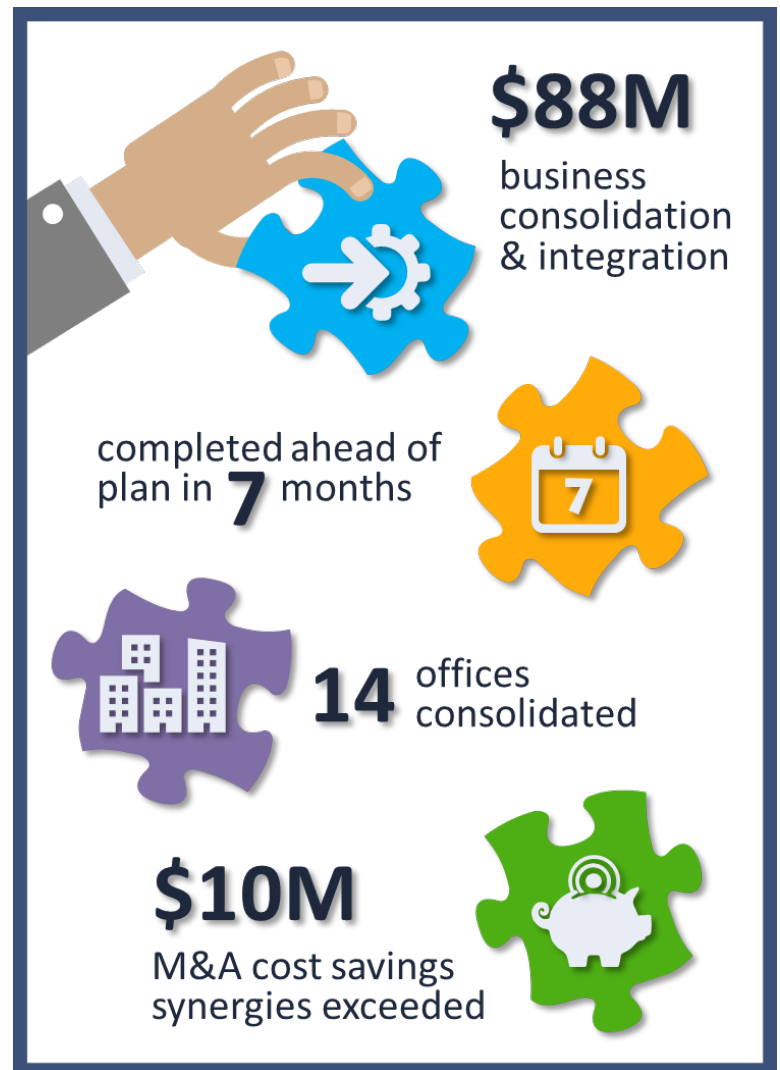 $88M
business
consolidation
& integration
completed ahead of
plan in 7 months
7
14 offices
consolidated
$10M
M&A cost savings
synergies exceeded